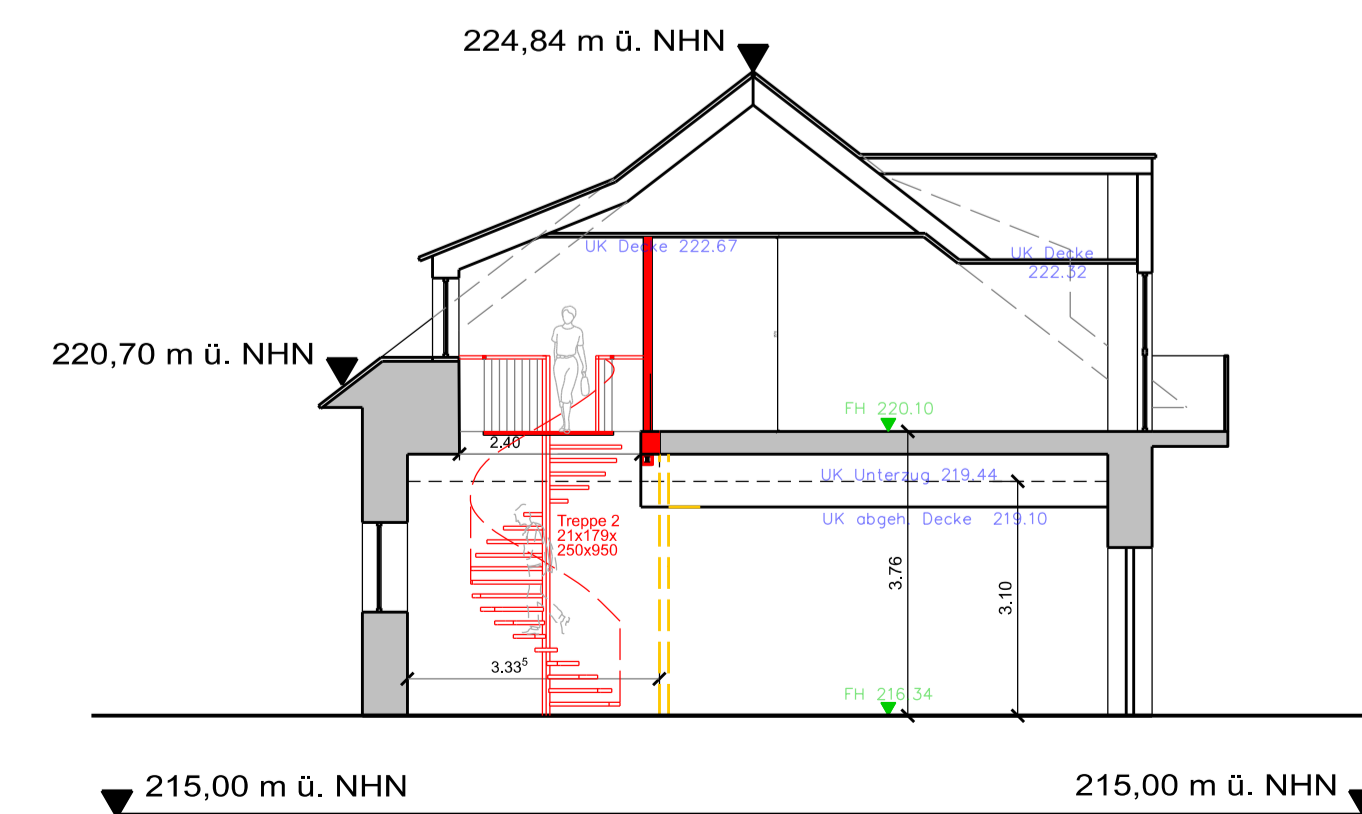 224,84 m ü. NHN
UK Decke 222.67
UK Decke
222.32
220,70 m ü. NHN
FH 220.10
2.40
UK Unterzug 219.44
UK abgeh. Decke 219.10
Treppe 2
21x179x
250x950
3.76
3.10
3.33⁵
FH 216.34
215,00 m ü. NHN
215,00 m ü. NHN